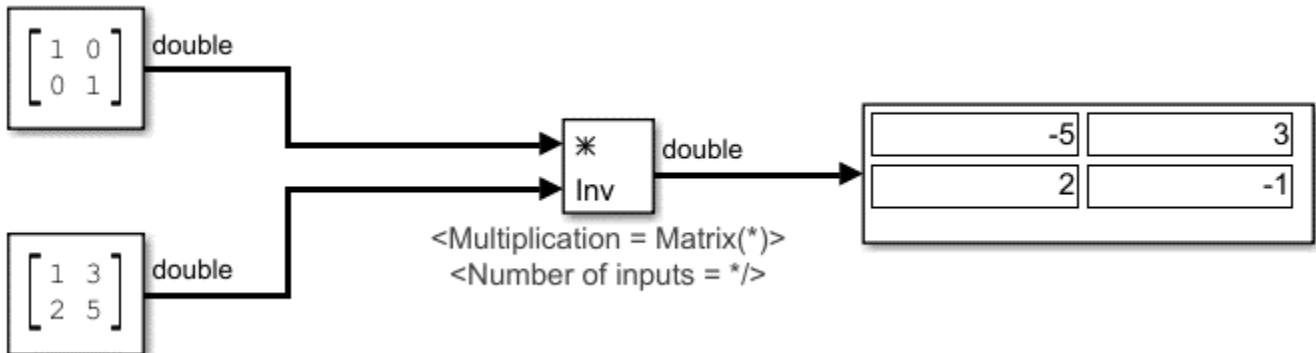 1 0
0 1
double
*
Inv
double
-5 3
2 -1
<Multiplication = Matrix(*)>
<Number of inputs = */>
1 3
2 5
double